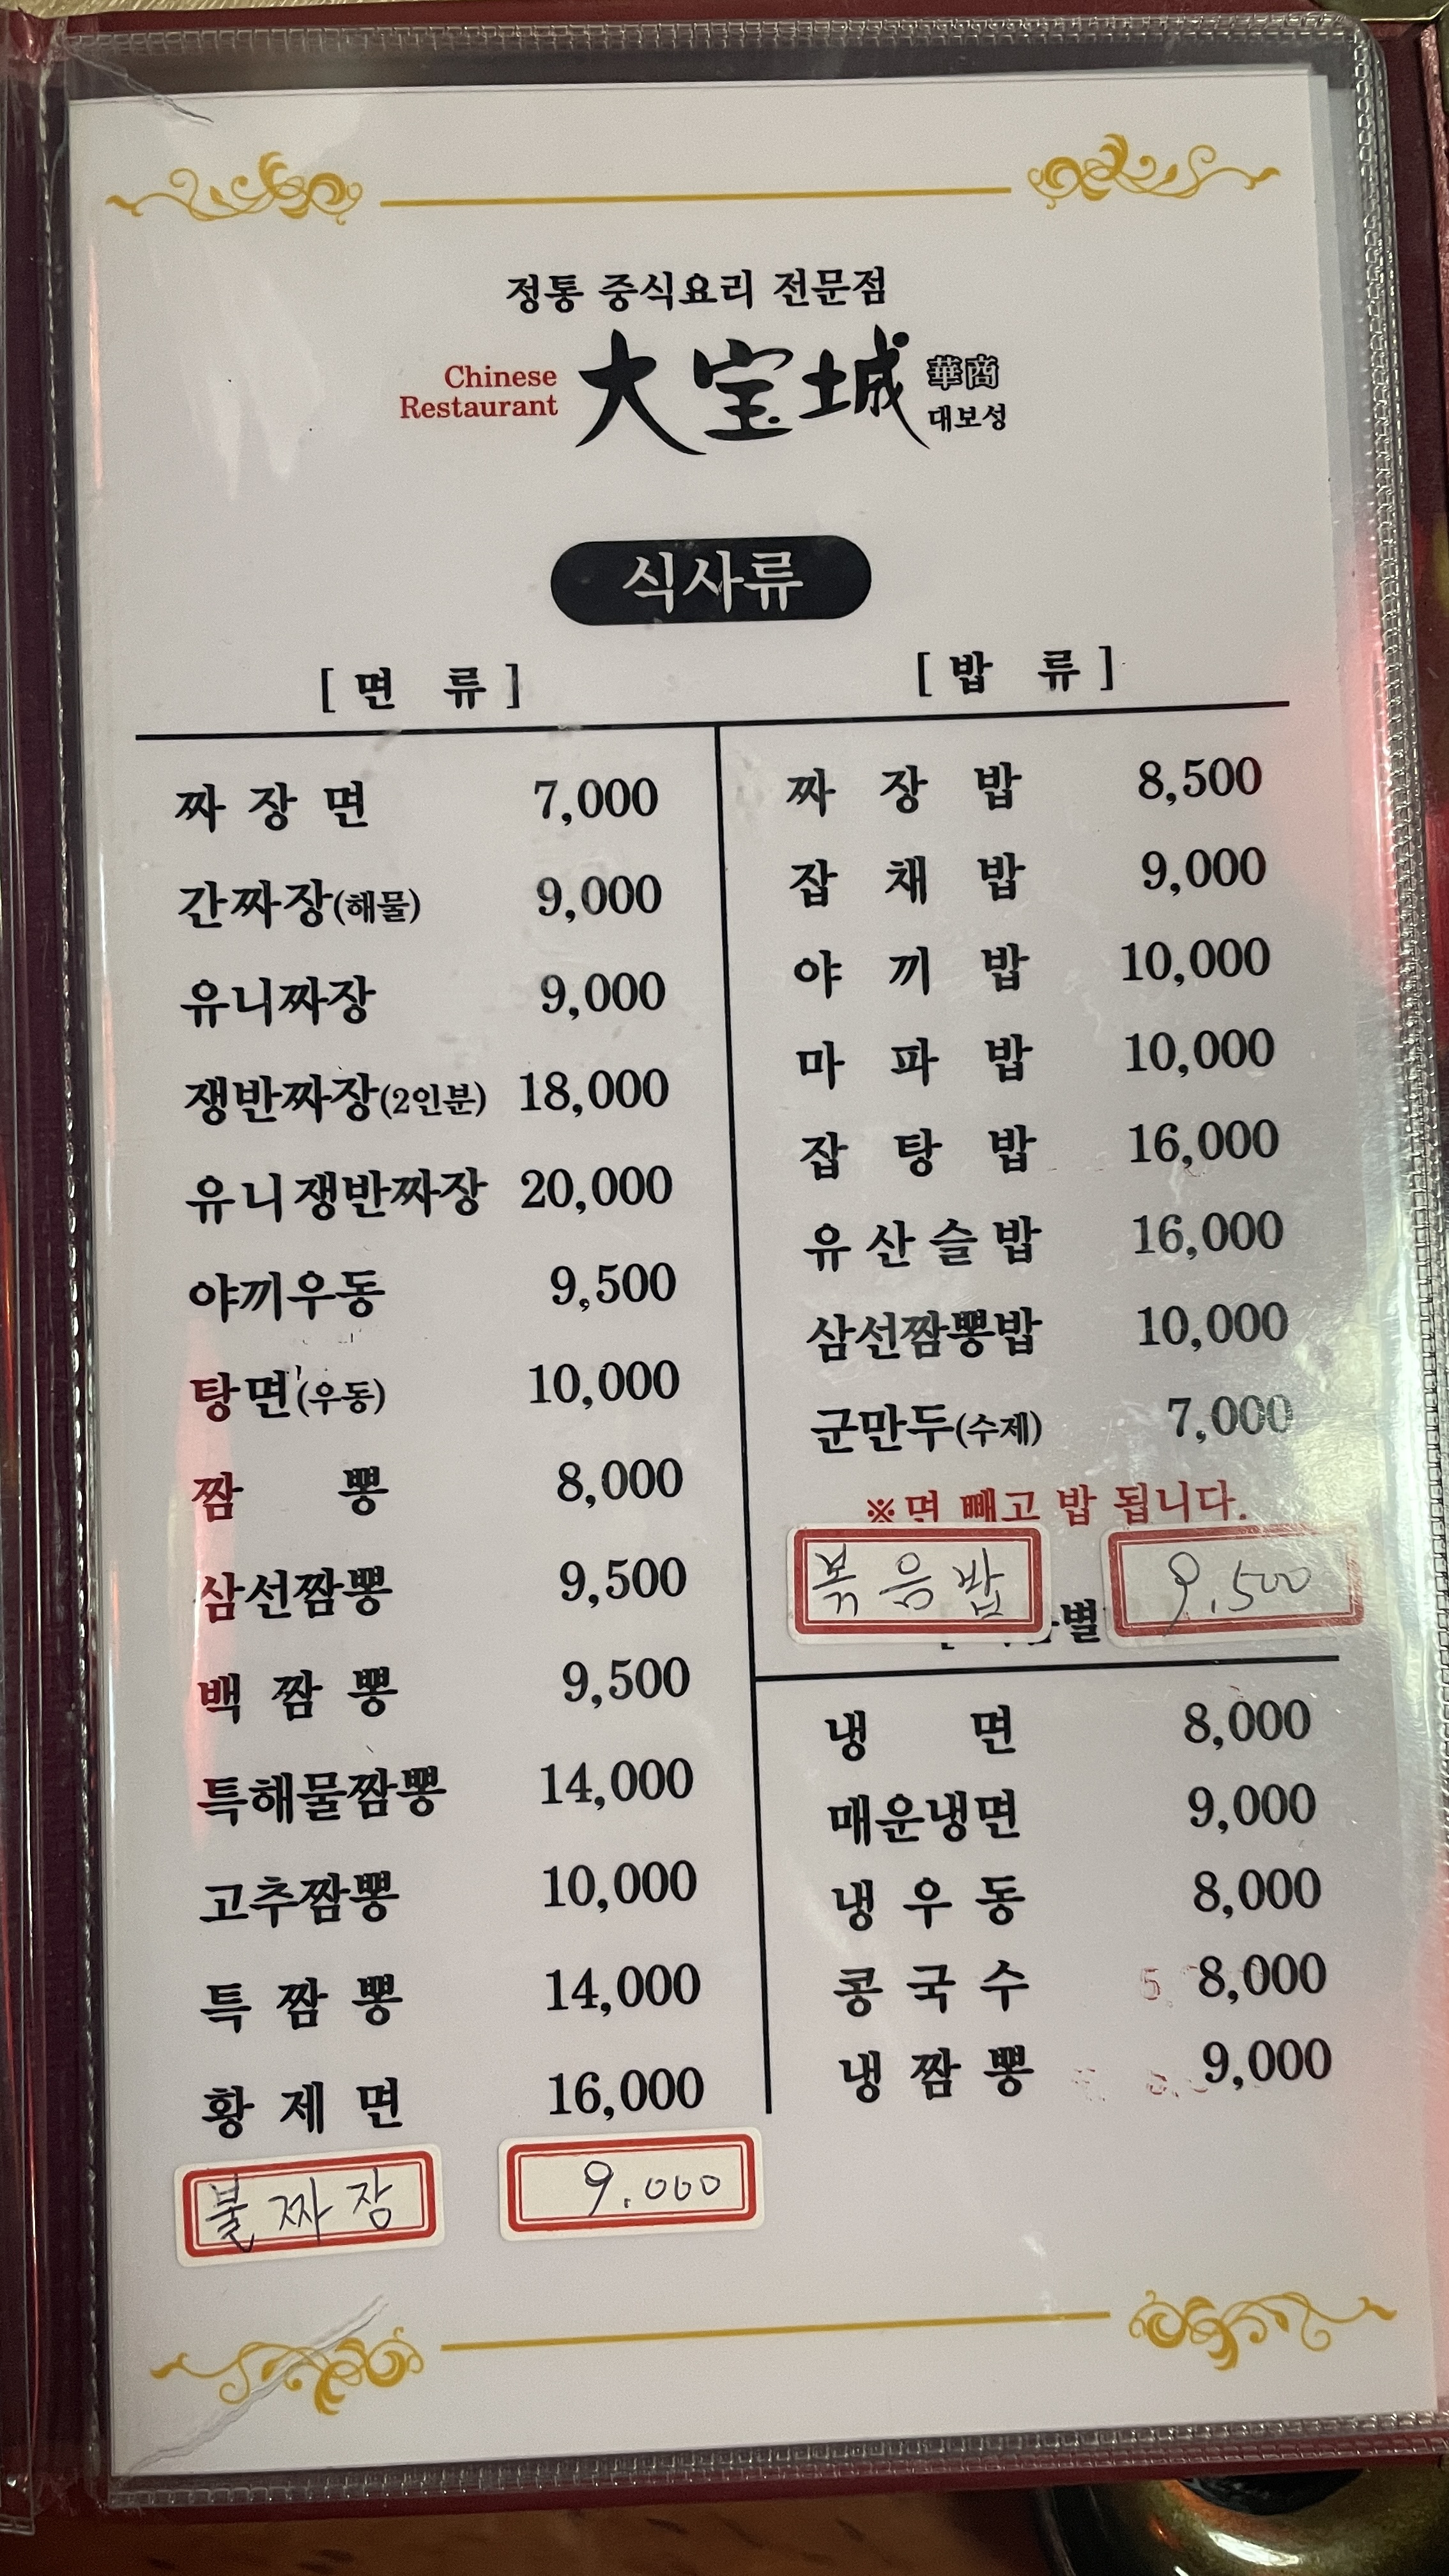 정통 중식요리 전문점
Chinese
Restaurant
大宝城
華商
대보성
식사류
[ 면 류 ]
짜 장 면 7,000
간짜장(해물) 9,000
유니짜장 9,000
쟁반짜장(2인분) 18,000
유니쟁반짜장 20,000
야끼우동 9,500
탕면(우동) 10,000
짬 뽕 8,000
삼선짬뽕 9,500
백 짬 뽕 9,500
특해물짬뽕 14,000
고추짬뽕 10,000
특 짬 뽕 14,000
황 제 면 16,000
불짜장 9.000
[ 밥 류 ]
짜 장 밥 8,500
잡 채 밥 9,000
야 끼 밥 10,000
마 파 밥 10,000
잡 탕 밥 16,000
유 산 슬 밥 16,000
삼선짬뽕밥 10,000
군만두(수제) 7,000
※면 빼고 밥 됩니다.
볶음밥 9.500
별
냉 면 8,000
매운냉면 9,000
냉 우 동 8,000
콩 국 수 8,000
냉 짬 뽕 9,000